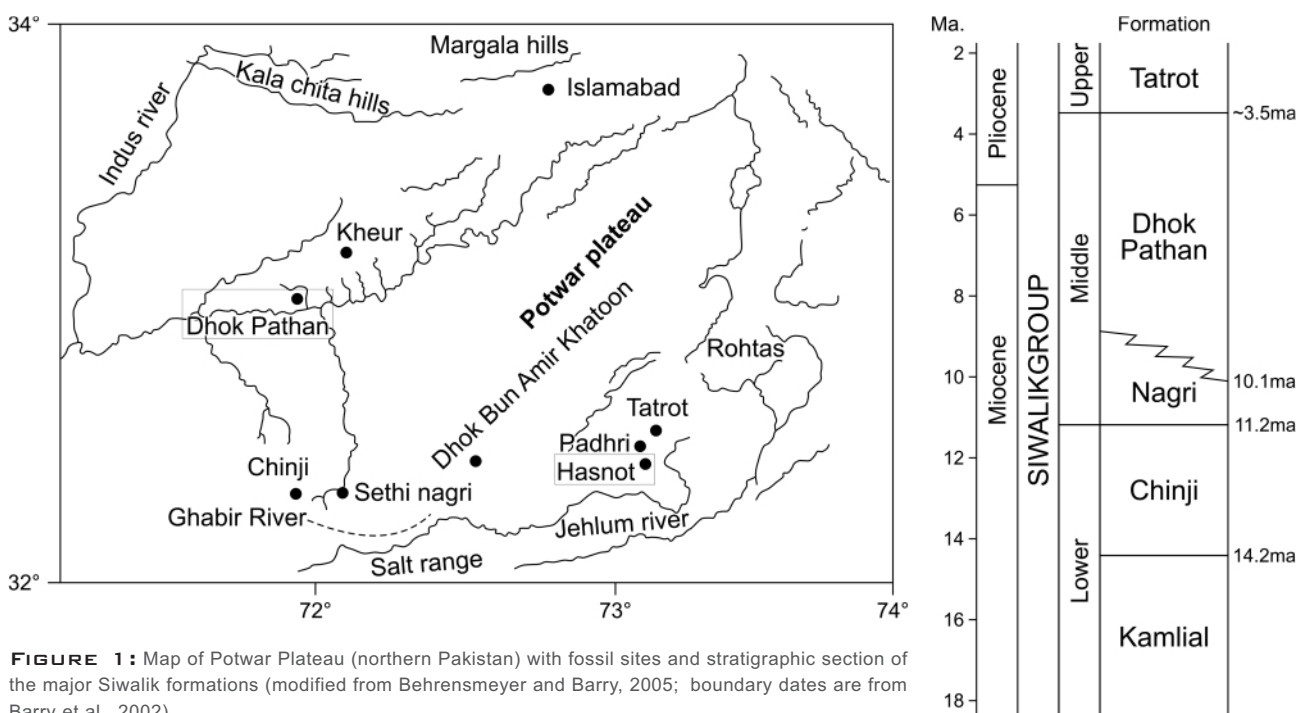 34°
Margala hills
Islamabad
Kala chita hills
Indus river
Kheur
Potwar plateau
Dhok Pathan
Dhok Bun Amir Khatoon
Rohtas
Tatrot
Padhri
Hasnot
Chinji
Sethi nagri
Ghabir River
Jehlum river
Salt range
32°
72°
73°
74°
Ma.
Formation
2
4
6
8
10
12
14
16
18
Pliocene
Miocene
SIWALIKGROUP
Upper
Middle
Lower
Tatrot
~3.5ma
Dhok
Pathan
10.1ma
Nagri
11.2ma
Chinji
14.2ma
Kamlial
FIGURE 1: Map of Potwar Plateau (northern Pakistan) with fossil sites and stratigraphic section of
the major Siwalik formations (modified from Behrensmeyer and Barry, 2005; boundary dates are from
Barry et al., 2002)